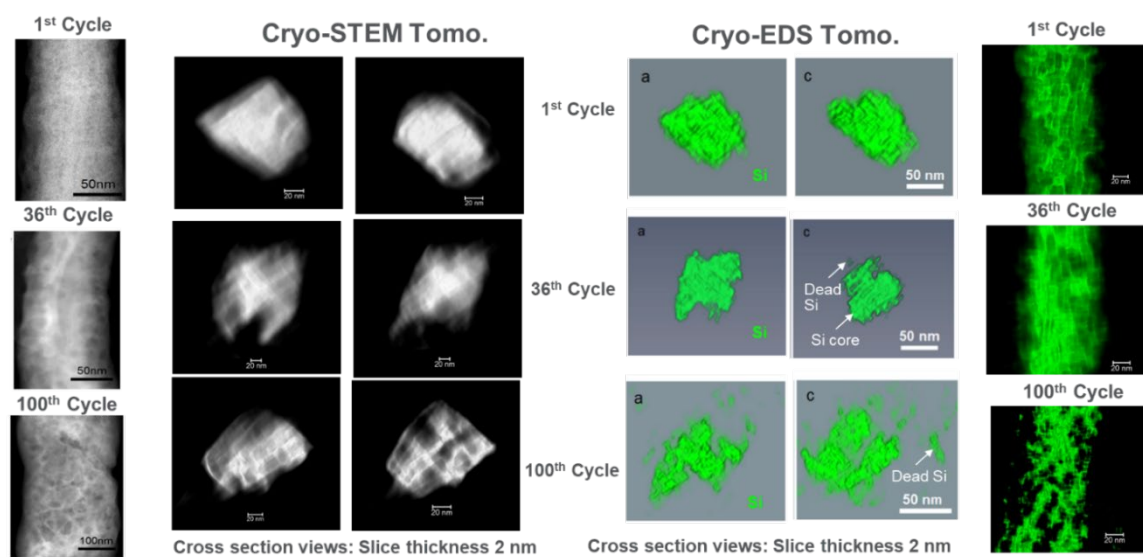 1st Cycle
50nm
36th Cycle
50nm
100th Cycle
100nm
Cryo-STEM Tomo.
20 nm
20 nm
20 nm
20 nm
20 nm
20 nm
Cross section views: Slice thickness 2 nm
Cryo-EDS Tomo.
1st Cycle
a
Si
c
50 nm
36th Cycle
a
Si
c
Dead
Si
Si core
50 nm
100th Cycle
a
Si
c
Dead Si
50 nm
Cross section views: Slice thickness 2 nm
1st Cycle
20 nm
36th Cycle
20 nm
100th Cycle
20 nm